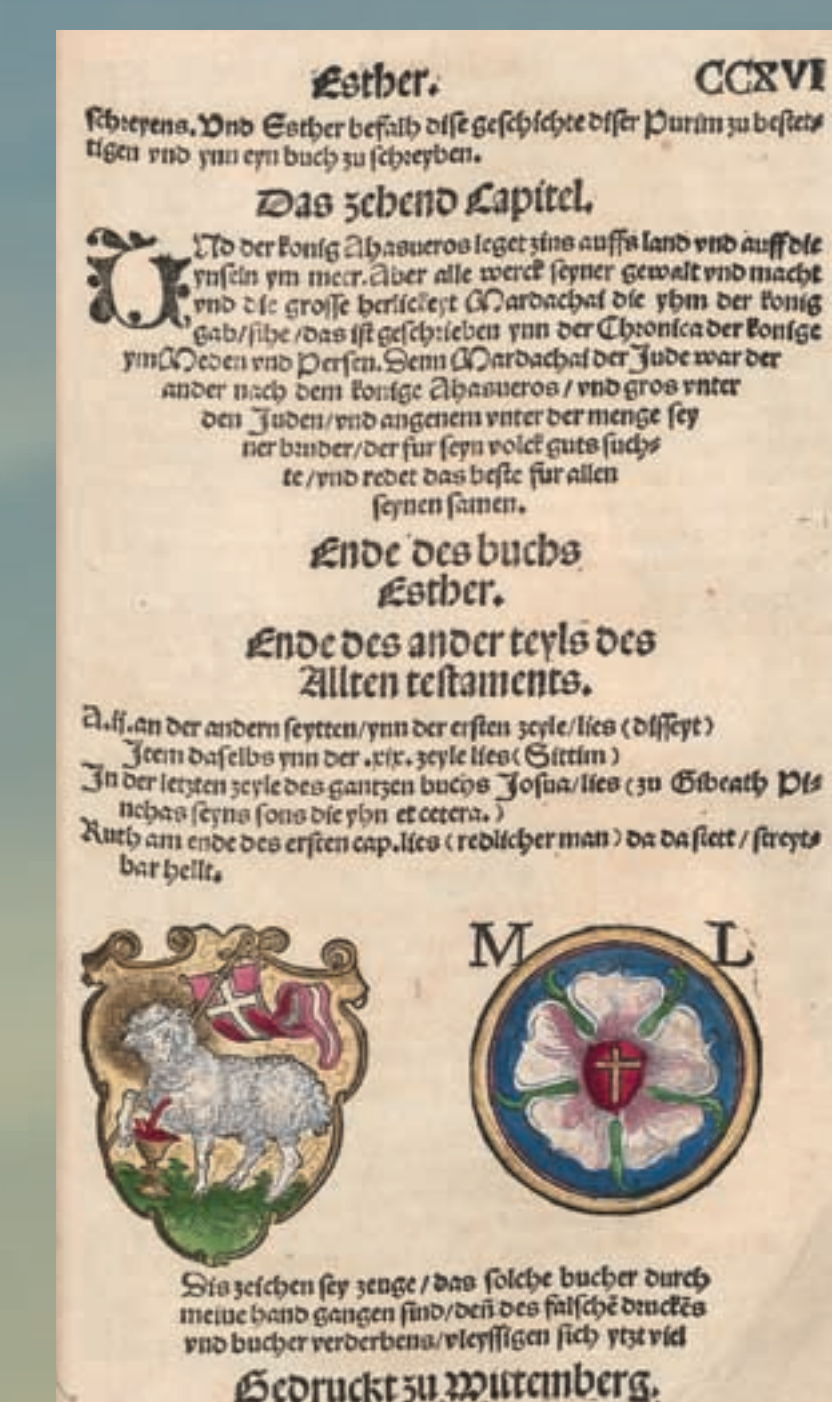 Esther. CCXVI
schreyens. Vnd Esther befalh dise geschichte diser Purim zu bestet⸗
tigen vnd ynn eyn buch zu schreyben.
Das zehend Capitel.
VNd der konig Ahasueros leget zins auffs land vnd auff die
ynseln ym meer. Aber alle werck seyner gewalt vnd macht
vnd die grosse herlickeyt Mardachai die yhm der konig
gab/sihe/das ist geschrieben ynn der Chronica der konige
ym Meden vnd Persen. Denn Mardachai der Jude war der
ander nach dem konige Ahasueros/vnd gros vnter
den Juden/vnd angenem vnter der menge sey
ner bruder/der fur seyn volck guts such⸗
te/vnd redet das beste fur allen
seynen samen.
Ende des buchs
Esther.
Ende des ander teyls des
Allten testaments.
A.ij.an der andern seytten/ynn der ersten zeyle/lies (disseyt)
Item daselbs ynn der .xix. zeyle lies (Sittim)
In der letzten zeyle des gantzen buchs Josua/lies (zu Gibeath Pi⸗
nehas seyns sons die yhn et cetera.)
Ruth am ende des ersten cap.lies (redlicher man) da da stett/streyt⸗
bar hellt.
M L
Dis zeichen sey zeuge/das solche bucher durch
meine hand gangen sind/deñ des falschē druckēs
vnd bucher verderbens/vleyssigen sich ytzt viel
Gedruckt zu Wittemberg.